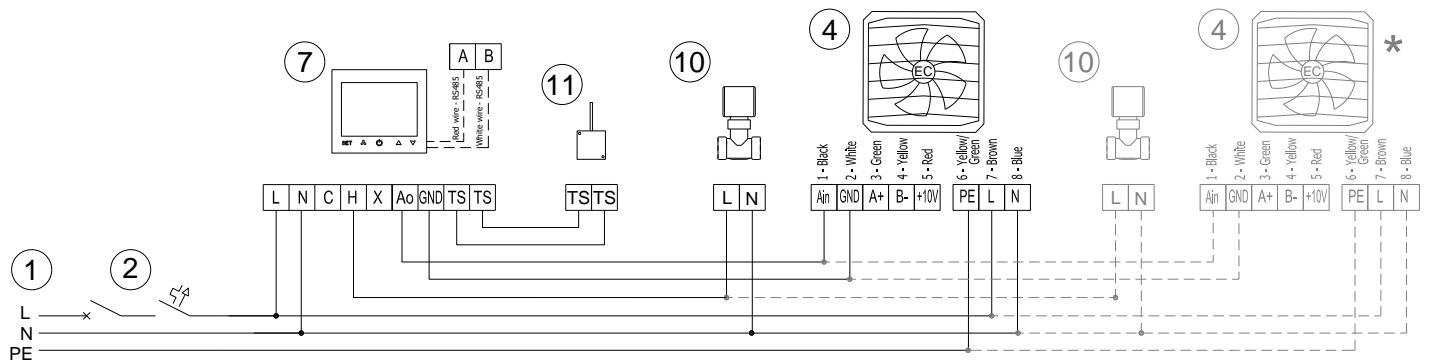 7
A B
Red wire - RS485
White wire - RS485
SET
11
10
4
EC
10
4
EC
*
1 - Black
2 - White
3 - Green
4 - Yellow
5 - Red
6 - Yellow/
Green
7 - Brown
8 - Blue
1 - Black
2 - White
3 - Green
4 - Yellow
5 - Red
6 - Yellow/
Green
7 - Brown
8 - Blue
L N C H X Ao GND TS TS
TS TS
L N
Ain GND A+ B- +10V
PE L N
L N
Ain GND A+ B- +10V
PE L N
1
2
L
N
PE